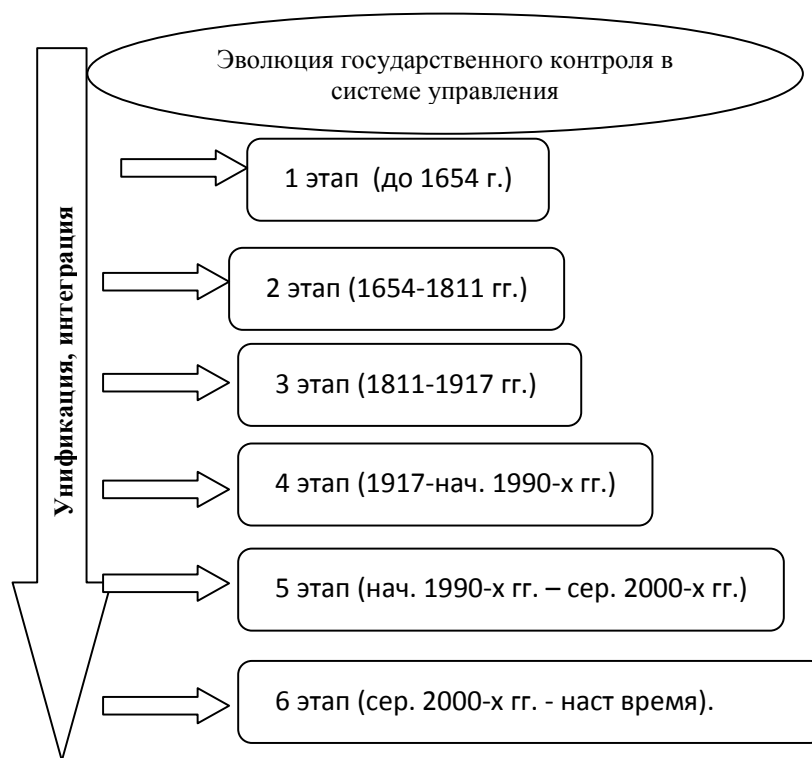 Эволюция государственного контроля в
системе управления
Унификация, интеграция
1 этап  (до 1654 г.)
2 этап (1654-1811 гг.)
3 этап (1811-1917 гг.)
4 этап (1917-нач. 1990-х гг.)
5 этап (нач. 1990-х гг. – сер. 2000-х гг.)
6 этап (сер. 2000-х гг. - наст время).